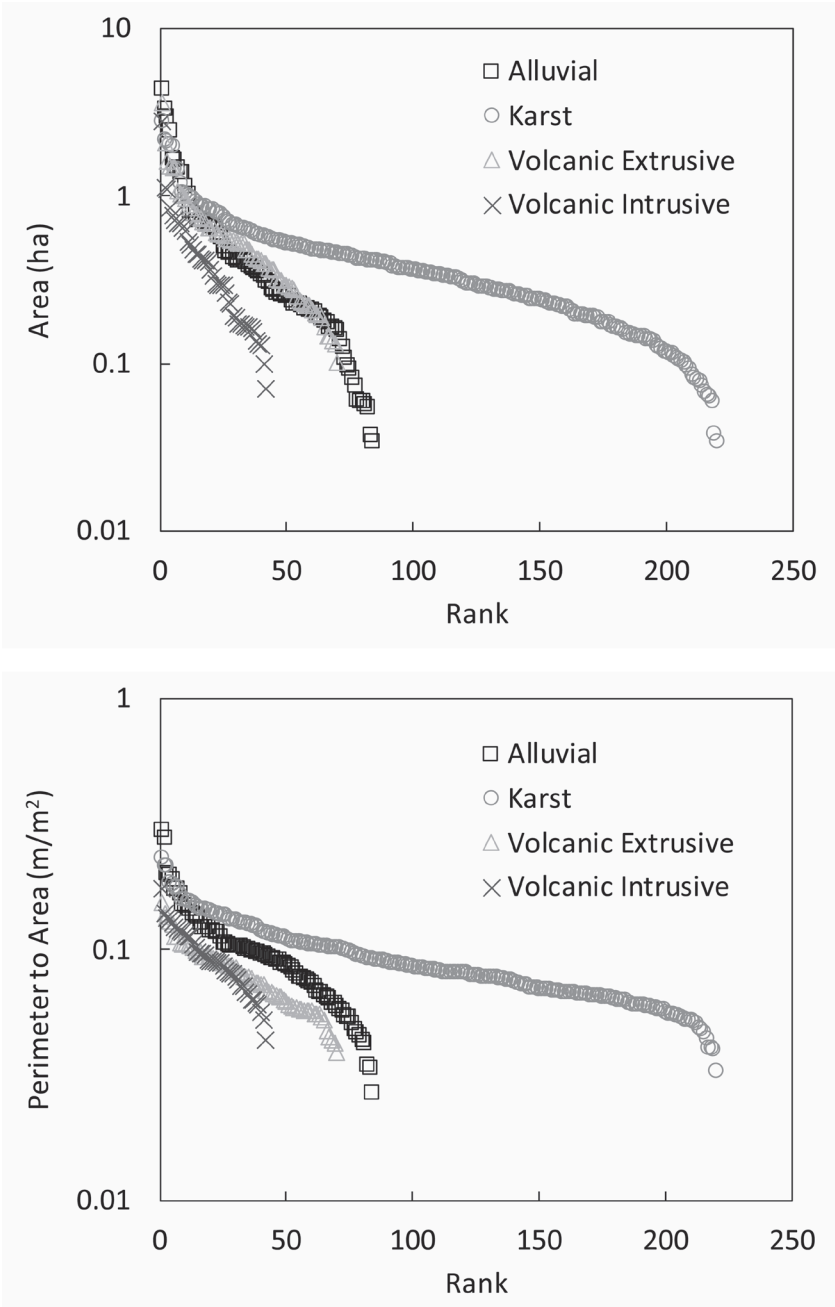 10
1
0.1
0.01
Area (ha)
Alluvial
Karst
Volcanic Extrusive
Volcanic Intrusive
0 50 100 150 200 250
Rank
1
0.1
0.01
Perimeter to Area (m/m²)
Alluvial
Karst
Volcanic Extrusive
Volcanic Intrusive
0 50 100 150 200 250
Rank